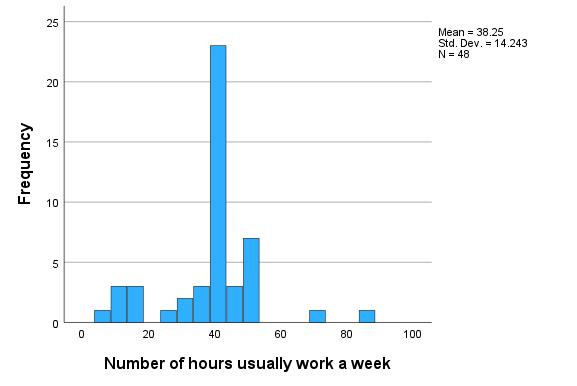 Mean = 38.25
Std. Dev. = 14.243
N = 48
Frequency
25
20
15
10
5
0
0 20 40 60 80 100
Number of hours usually work a week